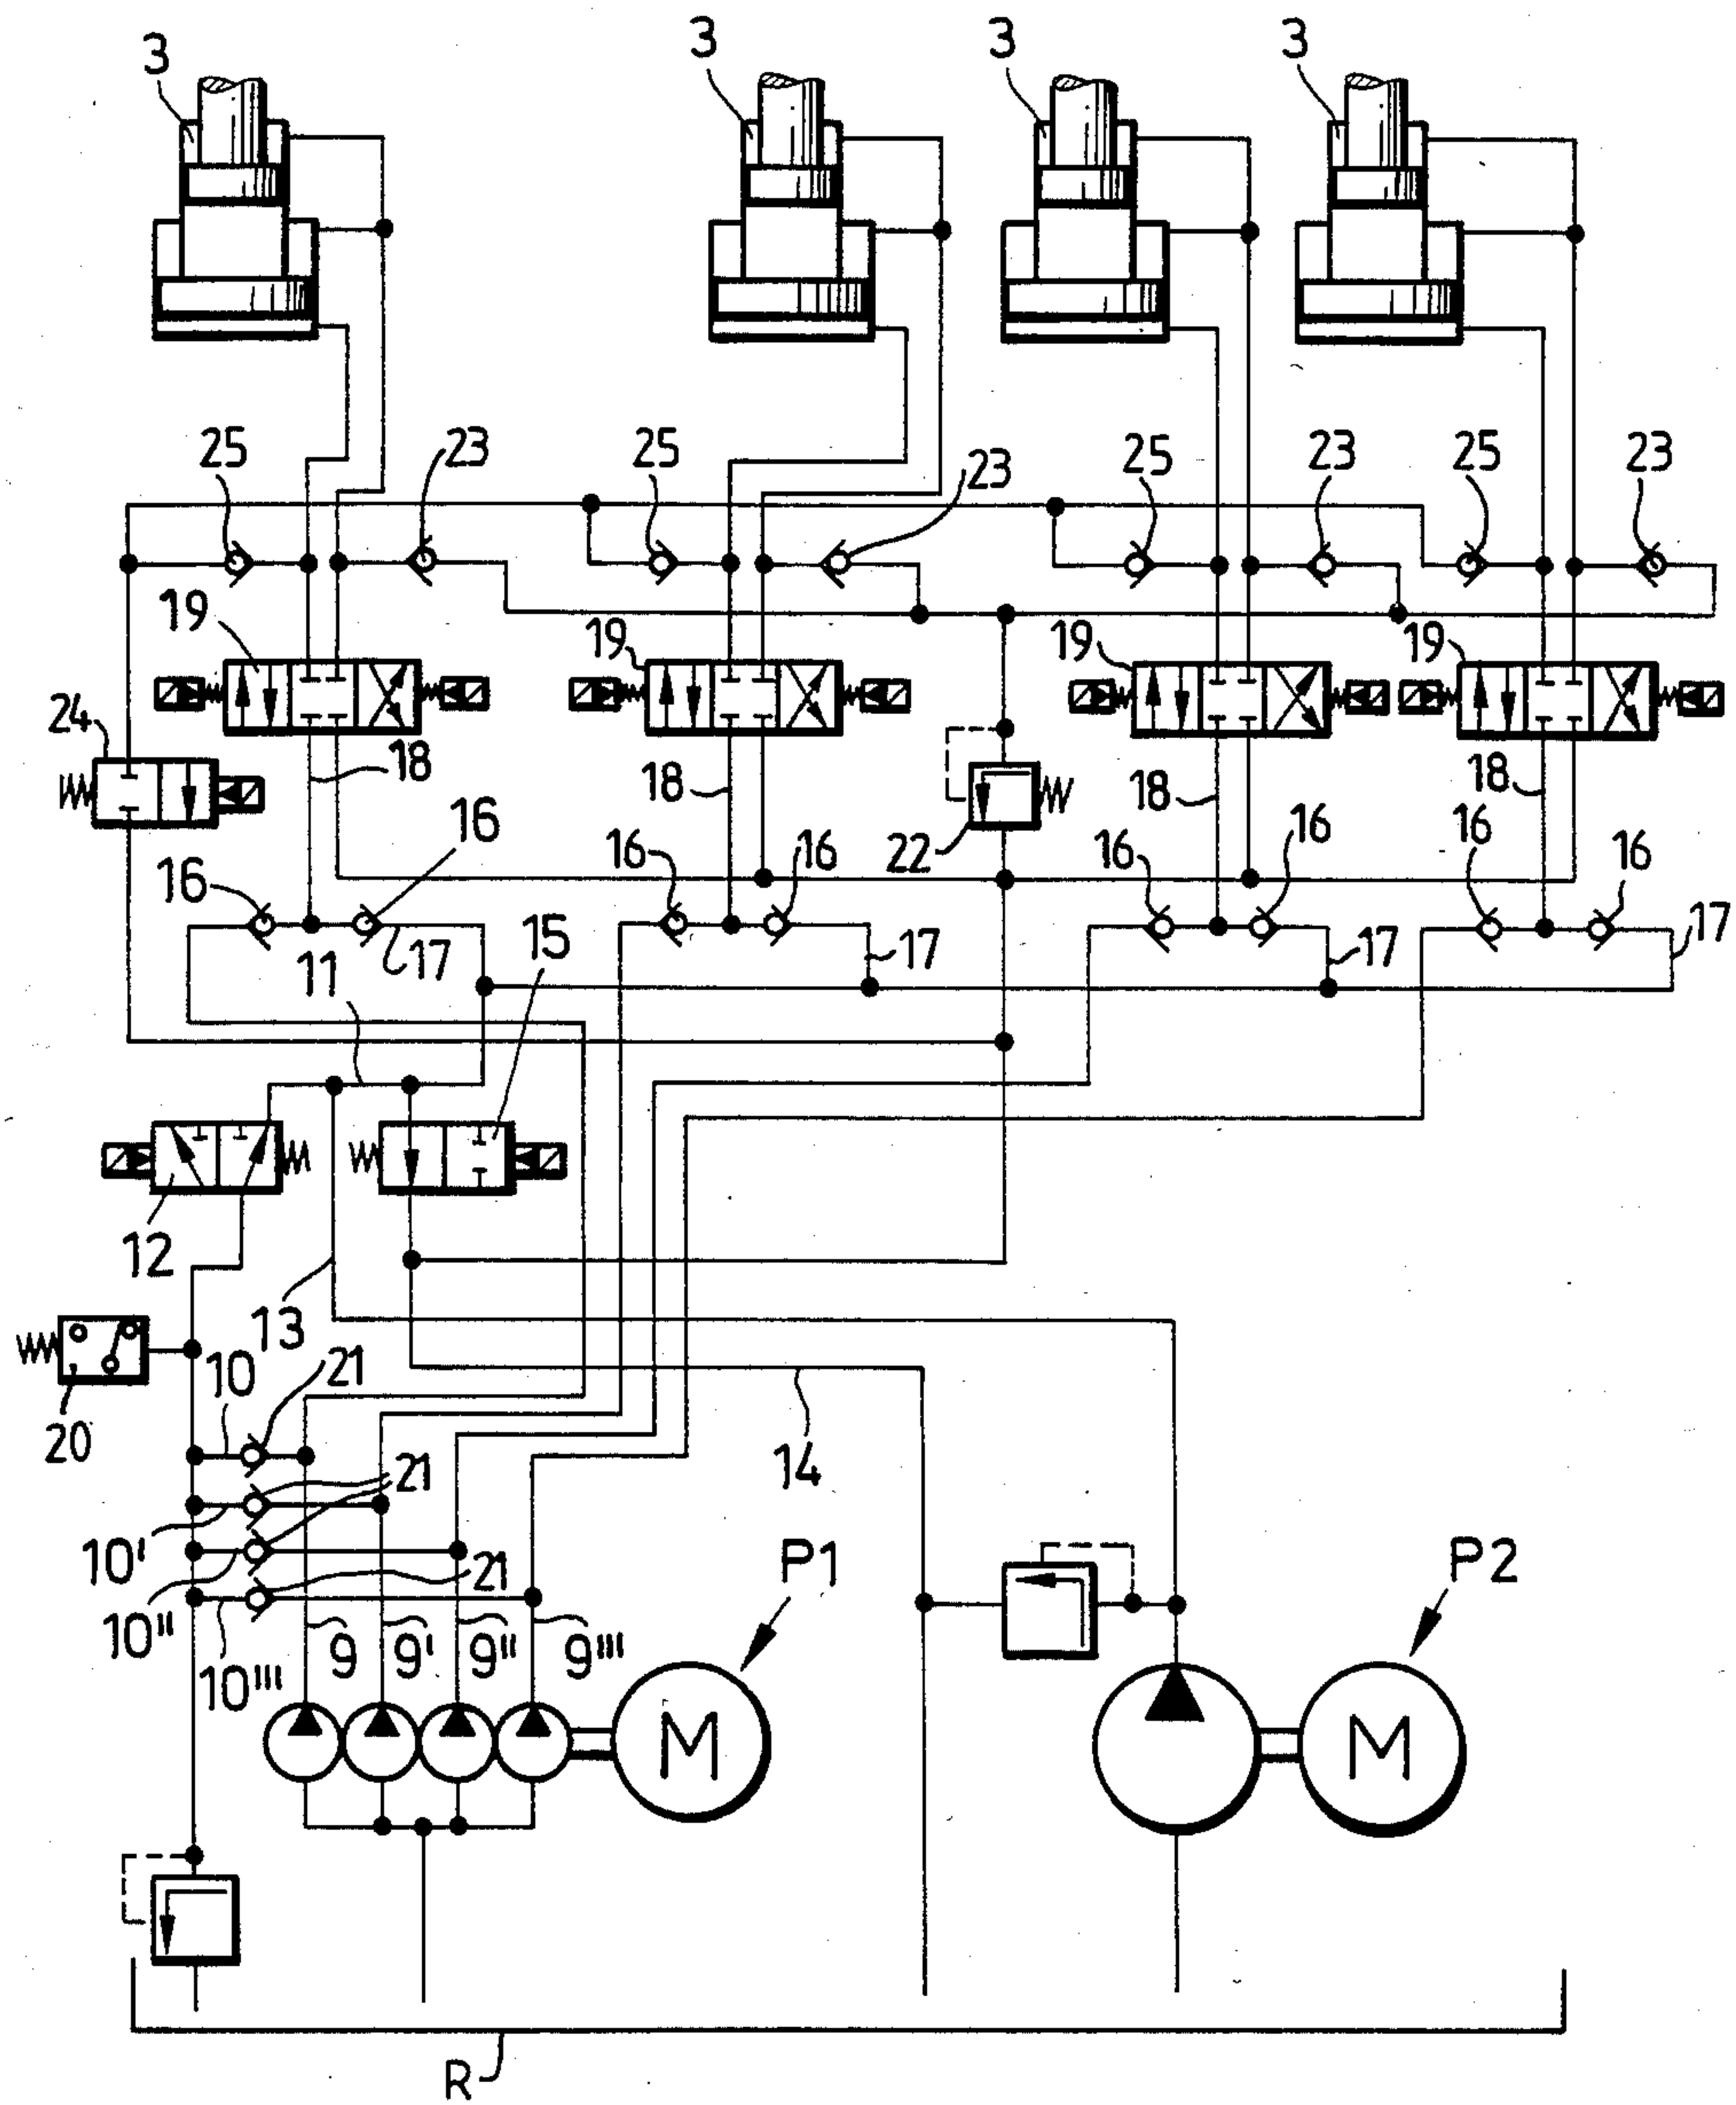 3 3 3 3
25 23 25 23 25 23 25 23
19 19 19 19
24 18 18 22 18 18
16 16 16 16 16 16 16 16
11 17 15 17 17 17
12
13
20 10 21
14
10' 21
10'' 21 P1 P2
10''' 9 9' 9'' 9'''
M M
R